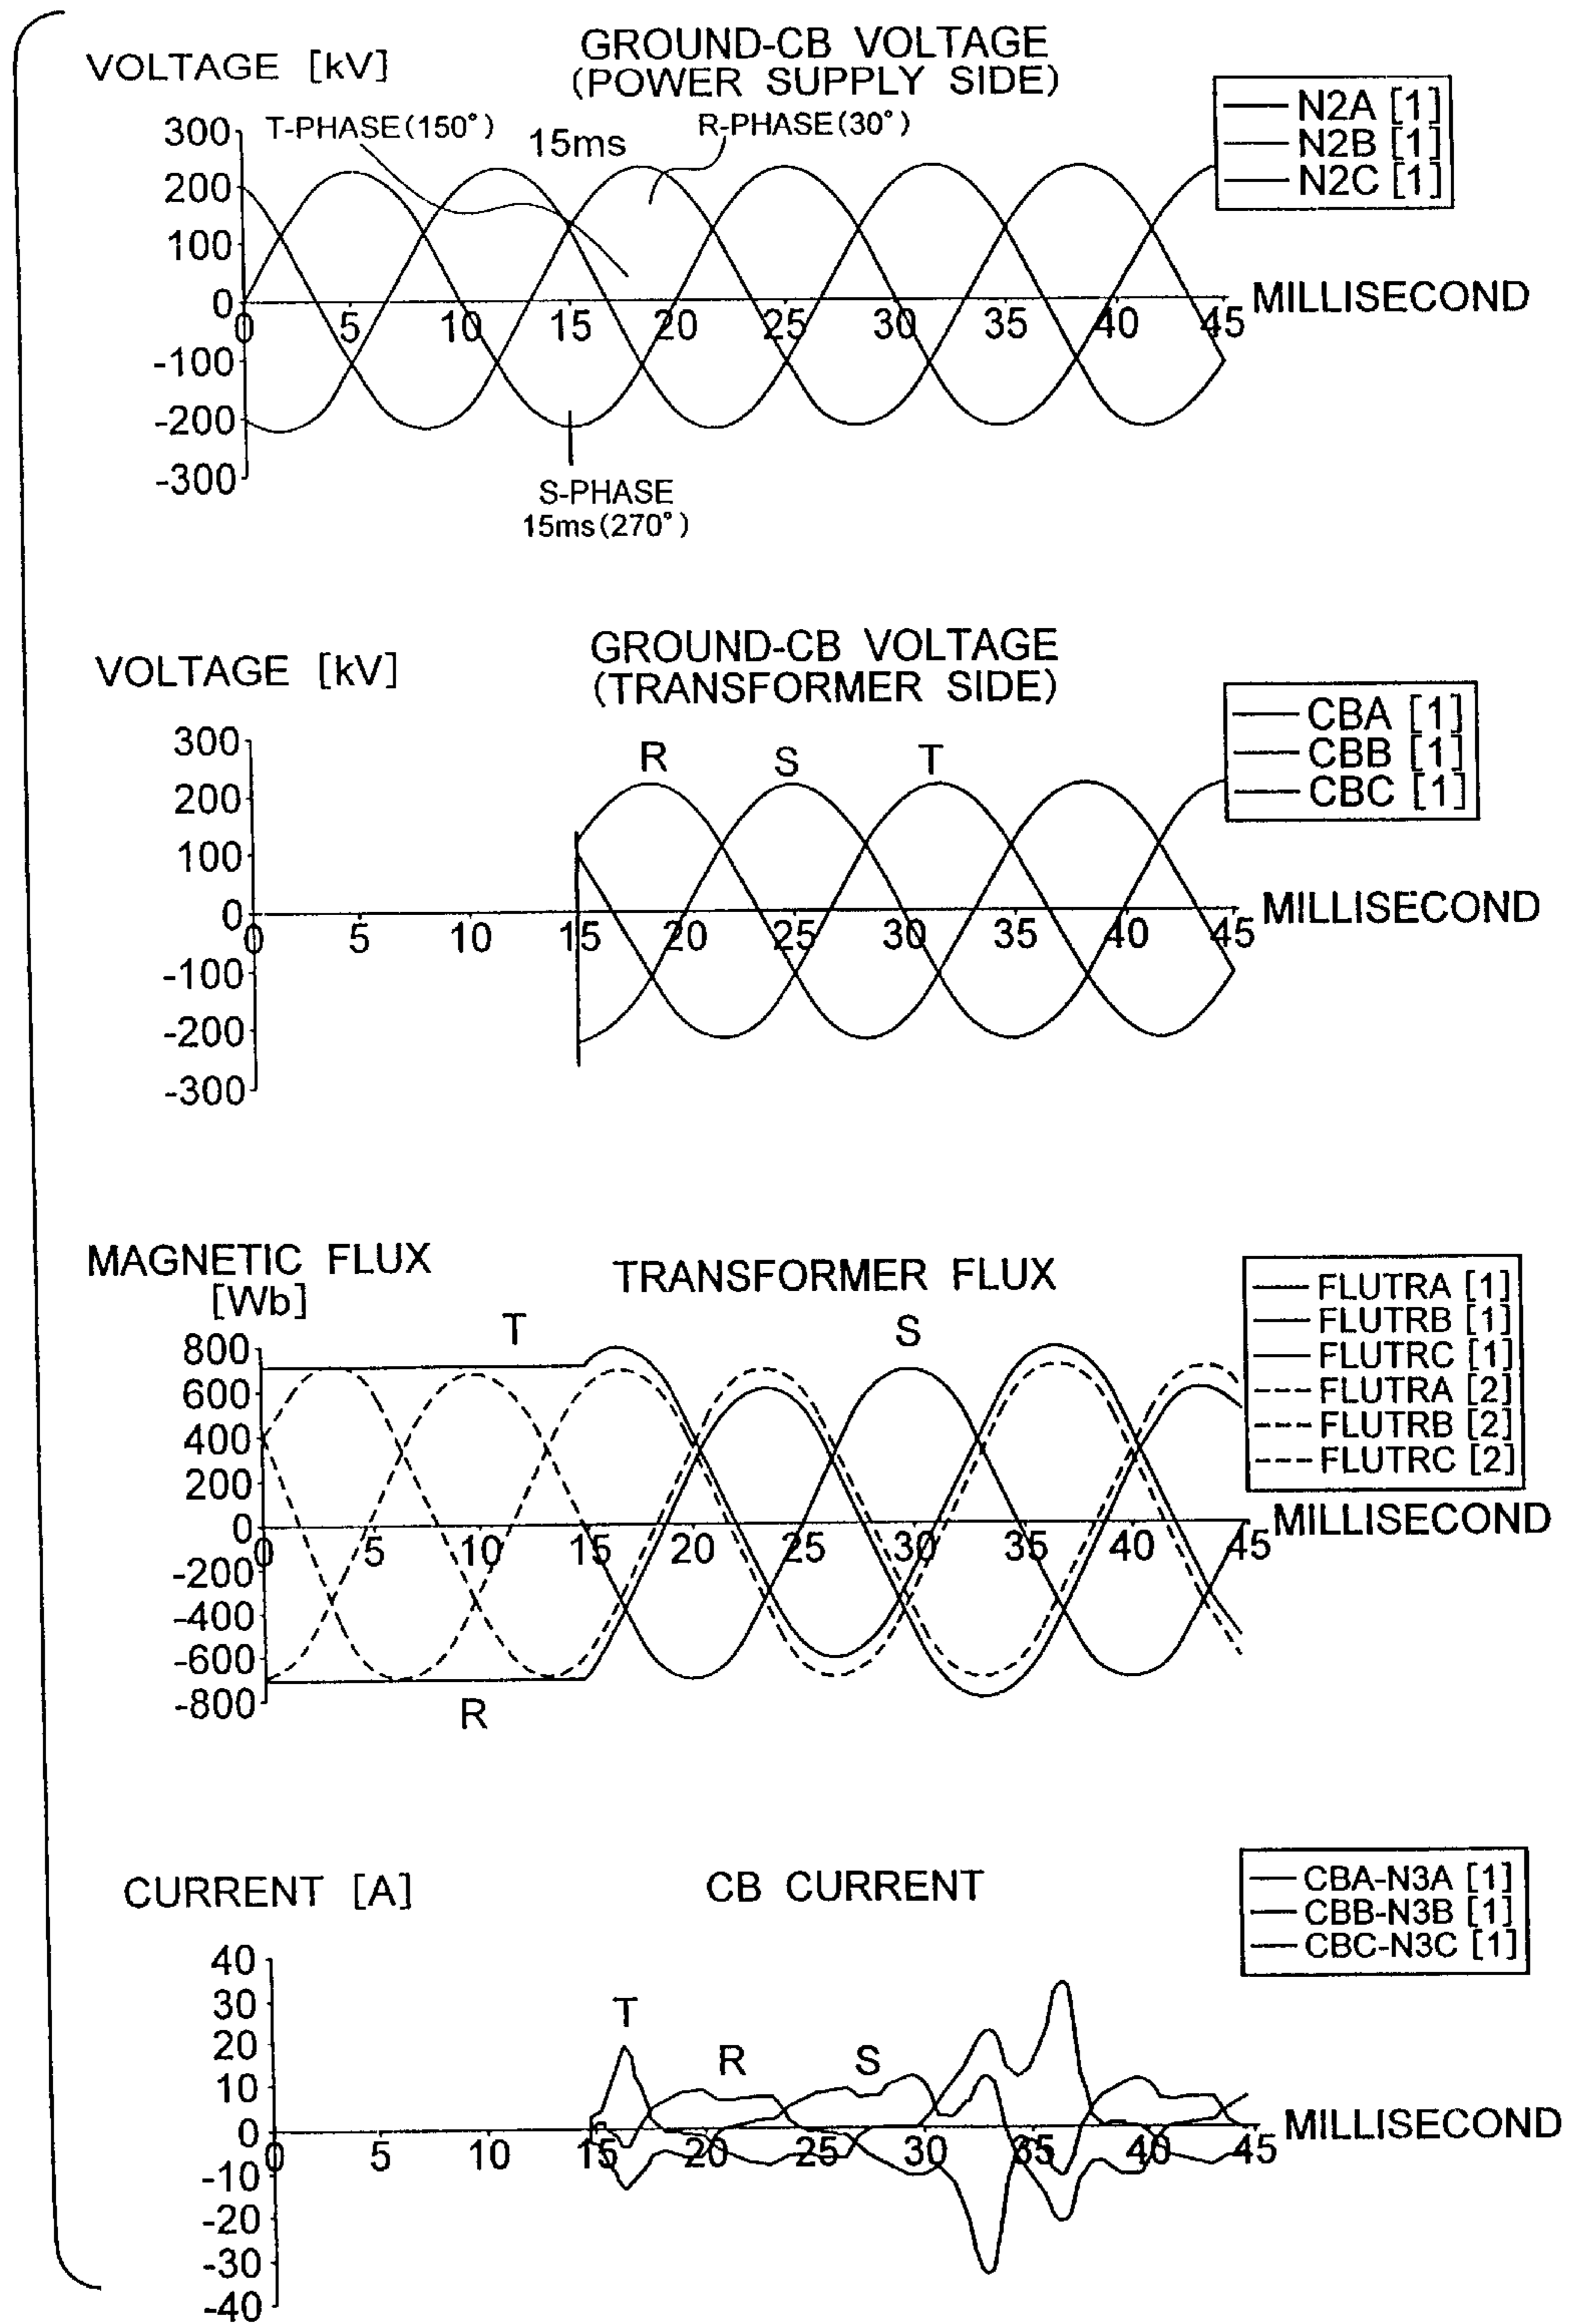 GROUND-CB VOLTAGE
(POWER SUPPLY SIDE)
VOLTAGE [kV]
T-PHASE(150°)
15ms
R-PHASE(30°)
N2A [1]
N2B [1]
N2C [1]
300
200
100
0
-100
-200
-300
0 5 10 15 20 25 30 35 40 45
MILLISECOND
S-PHASE
15ms(270°)
GROUND-CB VOLTAGE
(TRANSFORMER SIDE)
VOLTAGE [kV]
R S T
CBA [1]
CBB [1]
CBC [1]
300
200
100
0
-100
-200
-300
0 5 10 15 20 25 30 35 40 45
MILLISECOND
MAGNETIC FLUX
[Wb]
TRANSFORMER FLUX
T S
FLUTRA [1]
FLUTRB [1]
FLUTRC [1]
FLUTRA [2]
FLUTRB [2]
FLUTRC [2]
800
600
400
200
0
-200
-400
-600
-800
0 5 10 15 20 25 30 35 40 45
MILLISECOND
R
CURRENT [A]
CB CURRENT
CBA-N3A [1]
CBB-N3B [1]
CBC-N3C [1]
T
R S
40
30
20
10
0
-10
-20
-30
-40
0 5 10 15 20 25 30 35 40 45
MILLISECOND